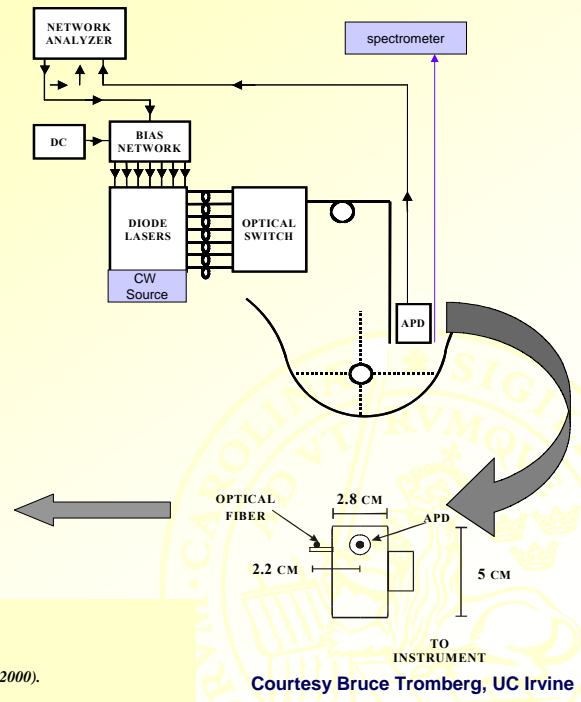 NETWORK
ANALYZER
spectrometer
DC
BIAS
NETWORK
DIODE
LASERS
OPTICAL
SWITCH
CW
Source
APD
OPTICAL
FIBER
2.8 CM
APD
2.2 CM
5 CM
TO
INSTRUMENT
2000).
Courtesy Bruce Tromberg, UC Irvine